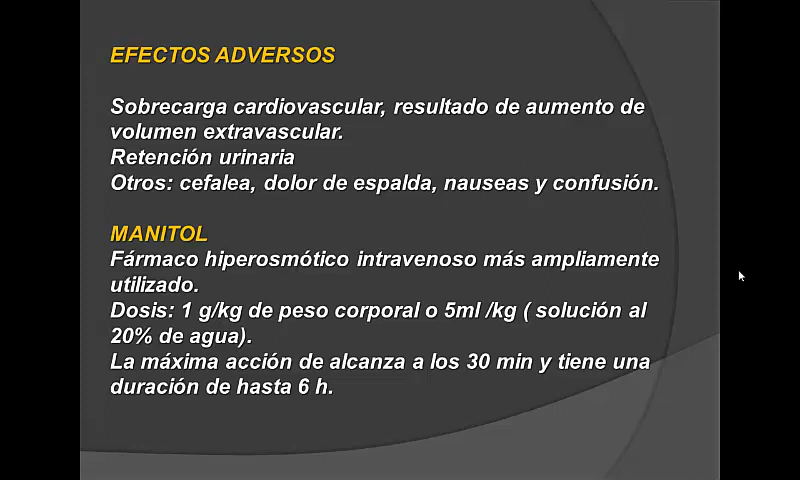 EFECTOS ADVERSOS
Sobrecarga cardiovascular, resultado de aumento de
volumen extravascular.
Retención urinaria
Otros: cefalea, dolor de espalda, nauseas y confusión.
MANITOL
Fármaco hiperosmótico intravenoso más ampliamente
utilizado.
Dosis: 1 g/kg de peso corporal o 5ml /kg ( solución al
20% de agua).
La máxima acción de alcanza a los 30 min y tiene una
duración de hasta 6 h.